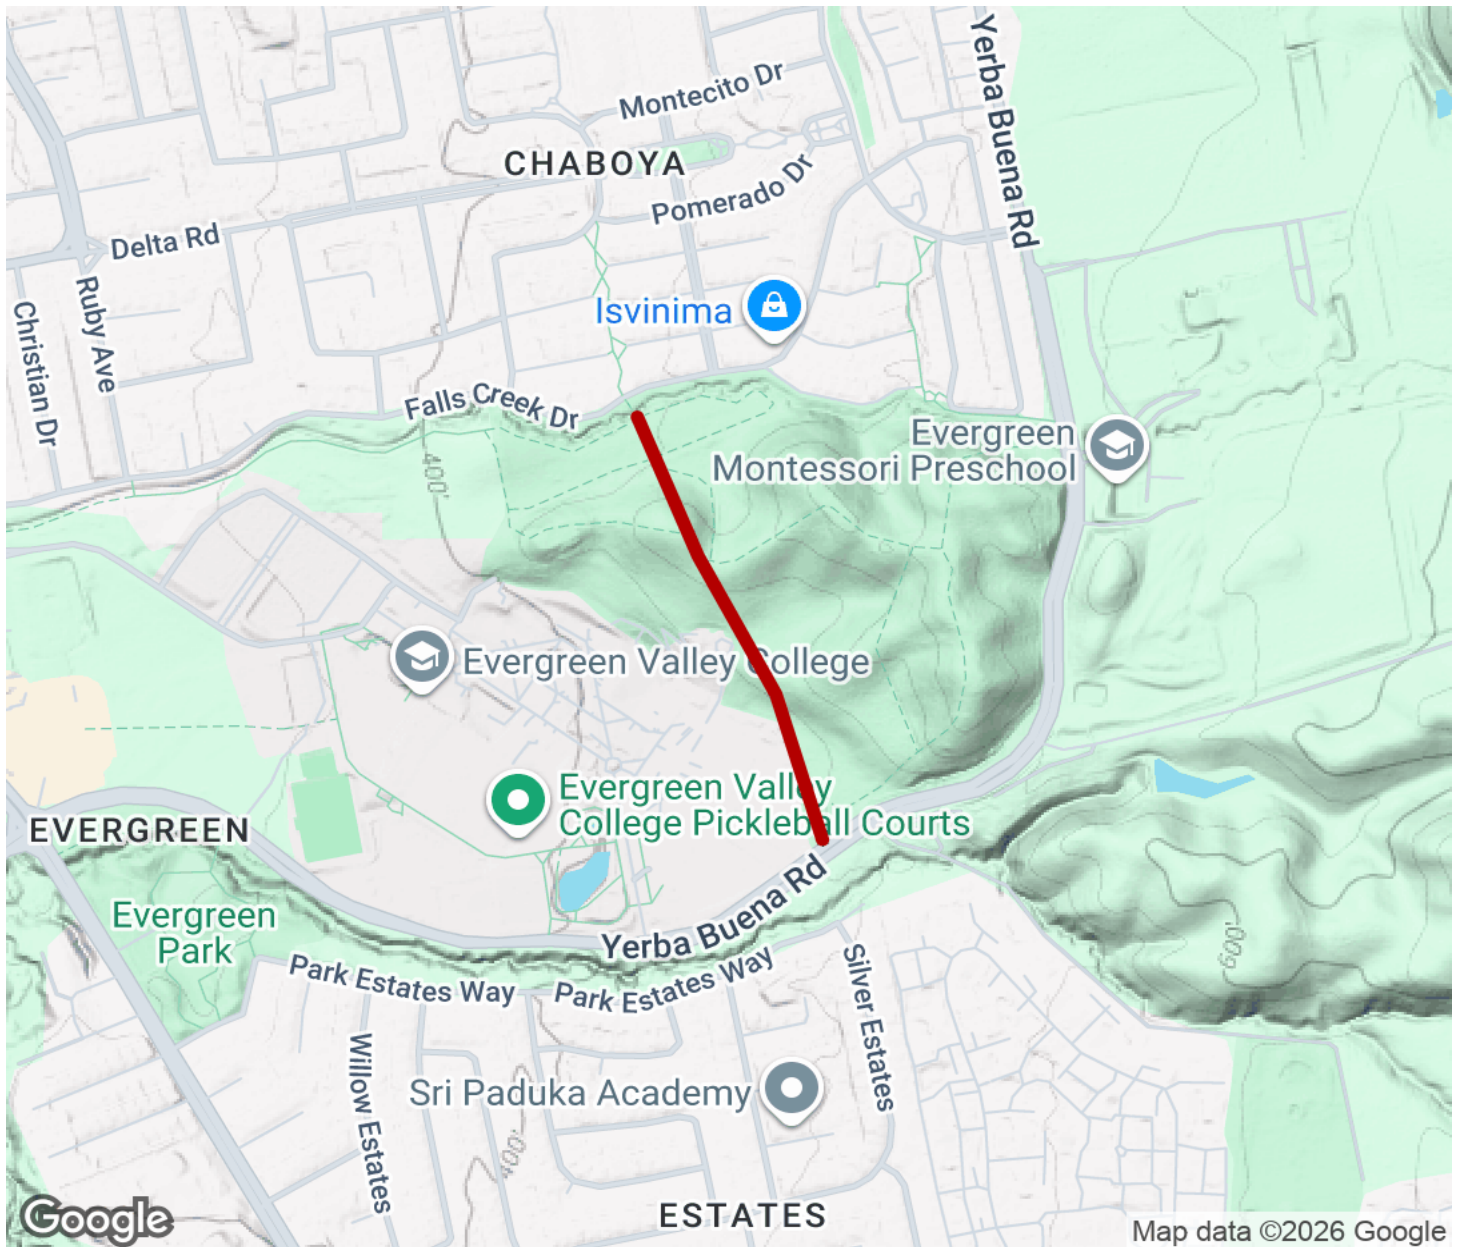 Yerba Buena Rd
Montecito Dr
CHABOYA
Pomerado Dr
Delta Rd
Ruby Ave
Christian Dr
Isvinima
Falls Creek Dr
400'
Evergreen
Montessori Preschool
Evergreen Valley College
Evergreen Valley
College Pickleball Courts
EVERGREEN
Yerba Buena Rd
Evergreen
Park
Park Estates Way
Park Estates Way
Silver Estates
600'
Willow Estates
Sri Paduka Academy
400'
ESTATES
Google
Map data ©2026 Google